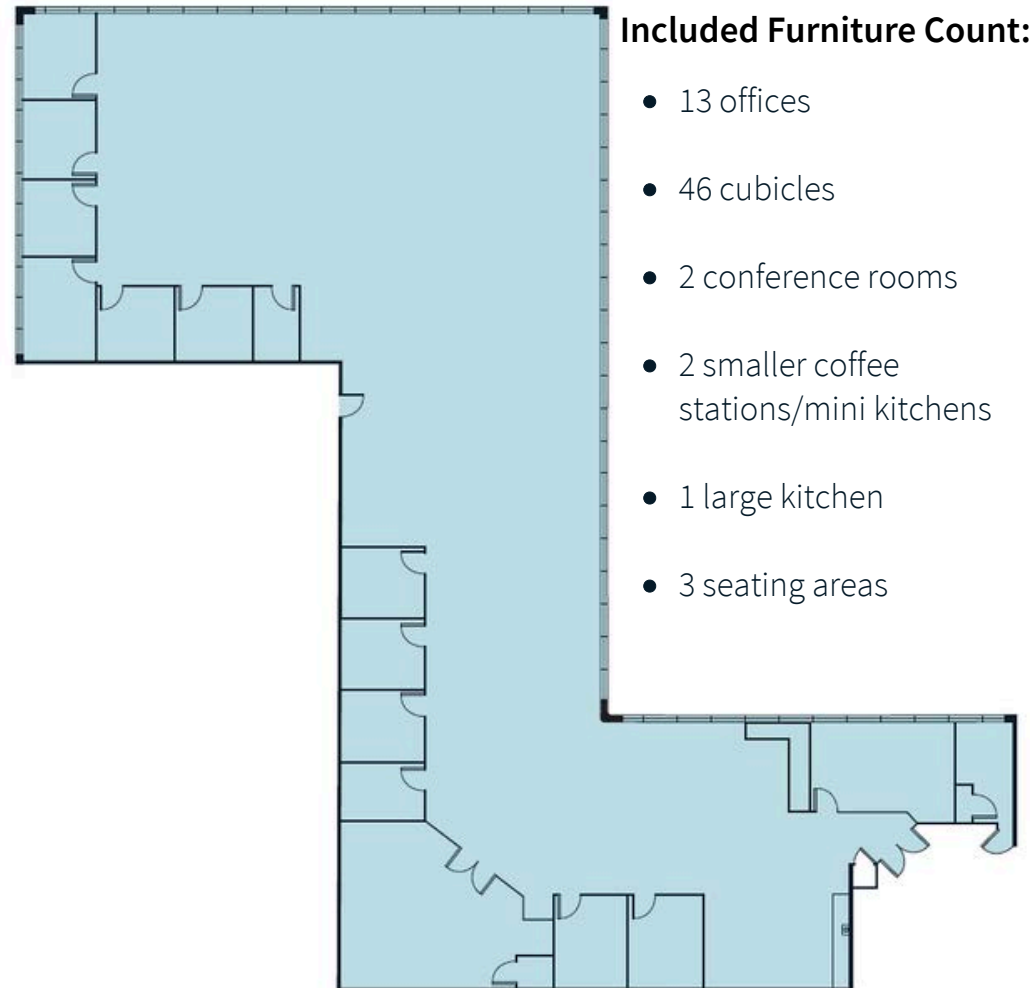 Included Furniture Count:
• 13 offices
• 46 cubicles
• 2 conference rooms
• 2 smaller coffee
stations/mini kitchens
• 1 large kitchen
• 3 seating areas